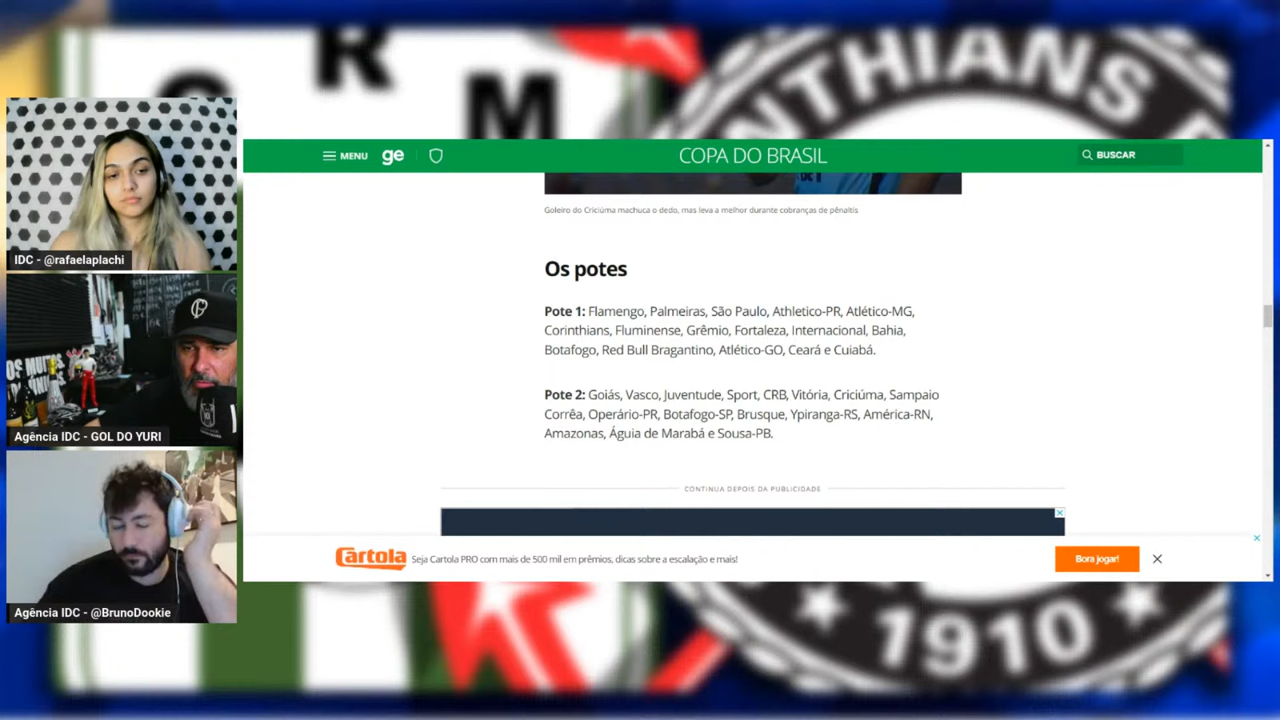 C R M
INTHIANS
MENU ge
COPA DO BRASIL
BUSCAR
Goleiro do Criciúma machuca o dedo, mas leva a melhor durante cobranças de pênaltis
Os potes
Pote 1: Flamengo, Palmeiras, São Paulo, Athletico-PR, Atlético-MG,
Corinthians, Fluminense, Grêmio, Fortaleza, Internacional, Bahia,
Botafogo, Red Bull Bragantino, Atlético-GO, Ceará e Cuiabá.
Pote 2: Goiás, Vasco, Juventude, Sport, CRB, Vitória, Criciúma, Sampaio
Corrêa, Operário-PR, Botafogo-SP, Brusque, Ypiranga-RS, América-RN,
Amazonas, Águia de Marabá e Sousa-PB.
CONTINUA DEPOIS DA PUBLICIDADE
Cartola Seja Cartola PRO com mais de 500 mil em prêmios, dicas sobre a escalação e mais!
Bora jogar!
IDC - @rafaelaplachi
Agência IDC - GOL DO YURI
Agência IDC - @BrunoDookie
1910